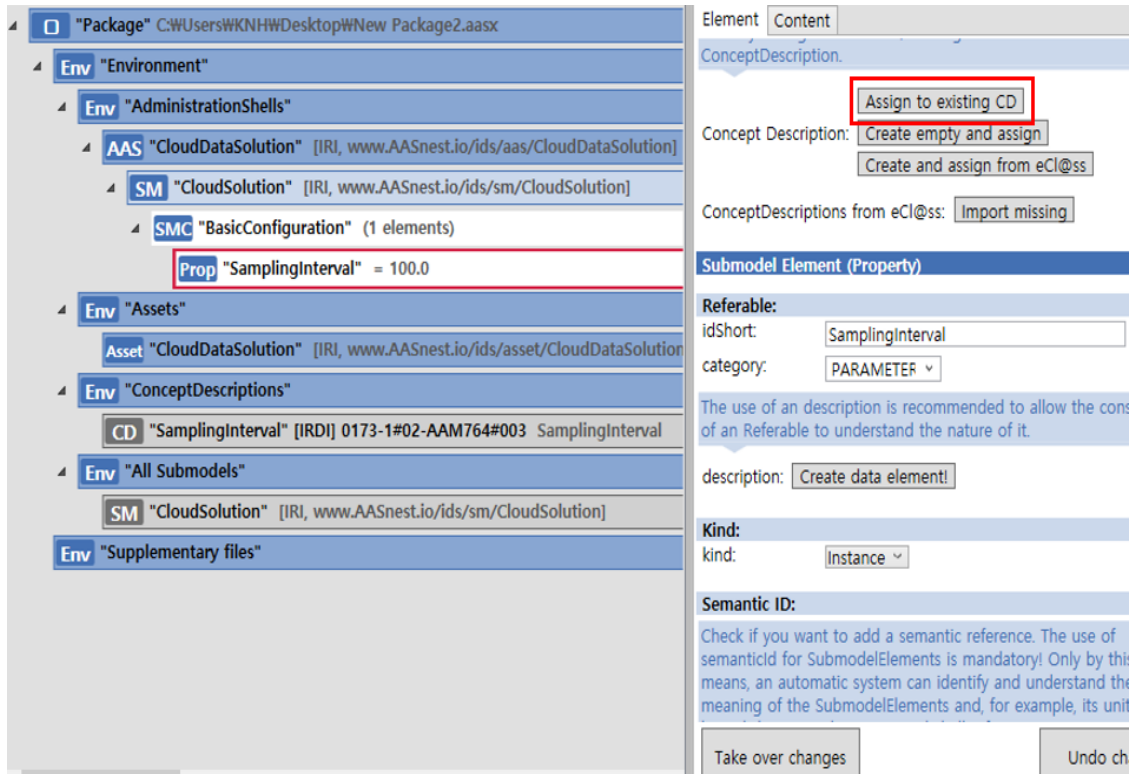 "Package" C:₩Users₩KNH₩Desktop₩New Package2.aasx
Env "Environment"
Env "AdministrationShells"
AAS "CloudDataSolution" [IRI, www.AASnest.io/ids/aas/CloudDataSolution]
SM "CloudSolution" [IRI, www.AASnest.io/ids/sm/CloudSolution]
SMC "BasicConfiguration" (1 elements)
Prop "SamplingInterval" = 100.0
Env "Assets"
Asset "CloudDataSolution" [IRI, www.AASnest.io/ids/asset/CloudDataSolution
Env "ConceptDescriptions"
CD "SamplingInterval" [IRDI] 0173-1#02-AAM764#003 SamplingInterval
Env "All Submodels"
SM "CloudSolution" [IRI, www.AASnest.io/ids/sm/CloudSolution]
Env "Supplementary files"
Element Content
ConceptDescription.
Assign to existing CD
Concept Description: Create empty and assign
Create and assign from eCl@ss
ConceptDescriptions from eCl@ss: Import missing
Submodel Element (Property)
Referable:
idShort: SamplingInterval
category: PARAMETER
The use of an description is recommended to allow the cons
of an Referable to understand the nature of it.
description: Create data element!
Kind:
kind: Instance
Semantic ID:
Check if you want to add a semantic reference. The use of
semanticId for SubmodelElements is mandatory! Only by this
means, an automatic system can identify and understand the
meaning of the SubmodelElements and, for example, its unit
Take over changes Undo cha